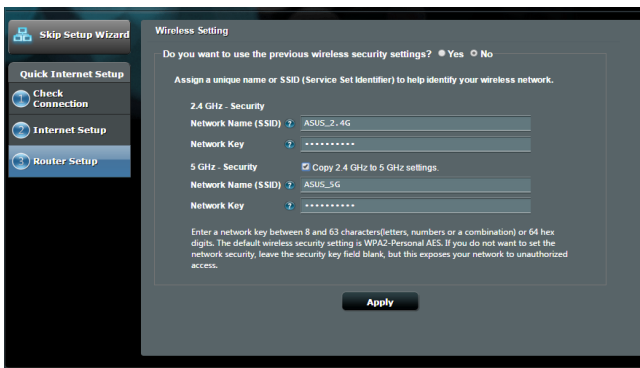 Skip Setup Wizard
Quick Internet Setup
1 Check
Connection
2 Internet Setup
3 Router Setup
Wireless Setting
Do you want to use the previous wireless security settings? Yes No
Assign a unique name or SSID (Service Set Identifier) to help identify your wireless network.
2.4 GHz - Security
Network Name (SSID) ? ASUS_2.4G
Network Key ? ••••••••••
5 GHz - Security Copy 2.4 GHz to 5 GHz settings.
Network Name (SSID) ? ASUS_5G
Network Key ? ••••••••••
Enter a network key between 8 and 63 characters(letters, numbers or a combination) or 64 hex
digits. The default wireless security setting is WPA2-Personal AES. If you do not want to set the
network security, leave the security key field blank, but this exposes your network to unauthorized
access.
Apply